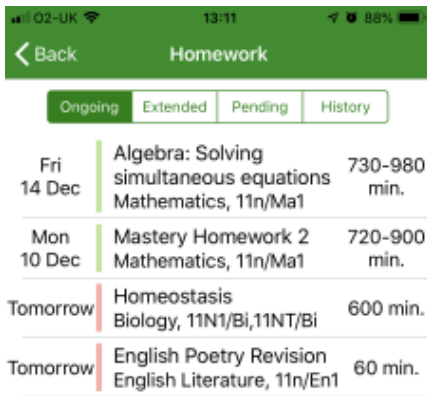 O2-UK 13:11 88%
Back Homework
Ongoing Extended Pending History
Fri
14 Dec
Algebra: Solving
simultaneous equations
Mathematics, 11n/Ma1
730-980
min.
Mon
10 Dec
Mastery Homework 2
Mathematics, 11n/Ma1
720-900
min.
Tomorrow
Homeostasis
Biology, 11N1/Bi,11NT/Bi
600 min.
Tomorrow
English Poetry Revision
English Literature, 11n/En1
60 min.